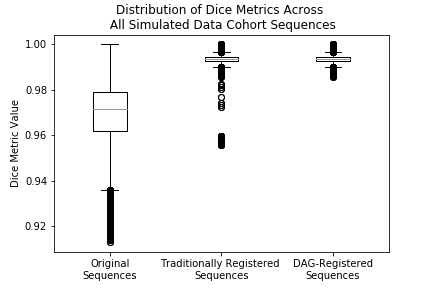 Distribution of Dice Metrics Across
All Simulated Data Cohort Sequences
Dice Metric Value
1.00
0.98
0.96
0.94
0.92
Original
Sequences
Traditionally Registered
Sequences
DAG-Registered
Sequences